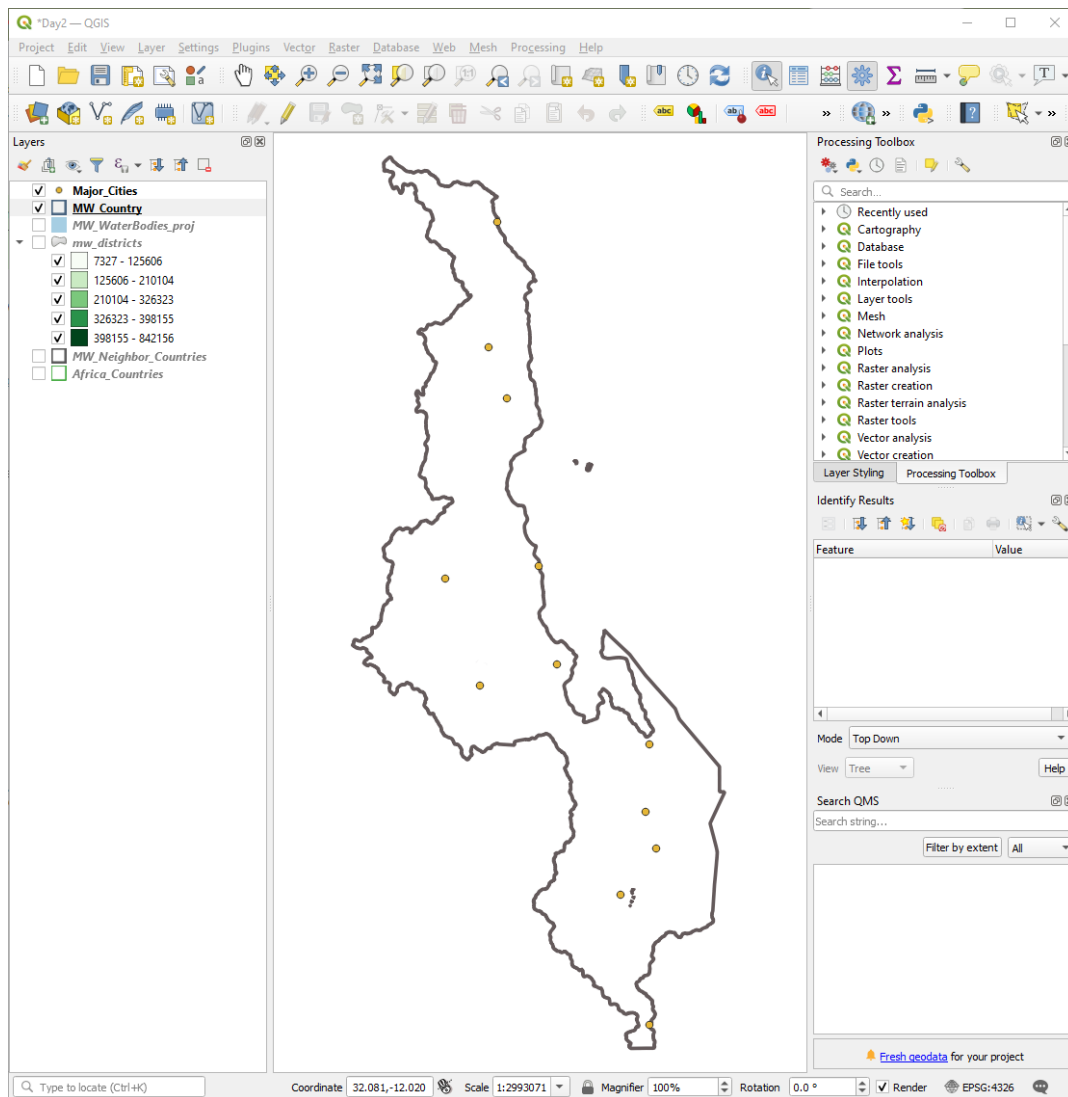 *Day2 — QGIS
Project Edit View Layer Settings Plugins Vector Raster Database Web Mesh Processing Help
Layers
Major_Cities
MW_Country
MW_WaterBodies_proj
mw_districts
7327 - 125606
125606 - 210104
210104 - 326323
326323 - 398155
398155 - 842156
MW_Neighbor_Countries
Africa_Countries
Processing Toolbox
Search...
Recently used
Cartography
Database
File tools
Interpolation
Layer tools
Mesh
Network analysis
Plots
Raster analysis
Raster creation
Raster terrain analysis
Raster tools
Vector analysis
Vector creation
Layer Styling Processing Toolbox
Identify Results
Feature Value
Mode Top Down
View Tree Help
Search QMS
Search string...
Filter by extent All
Fresh geodata for your project
Type to locate (Ctrl+K) Coordinate 32.081,-12.020 Scale 1:2993071 Magnifier 100% Rotation 0.0 ° Render EPSG:4326